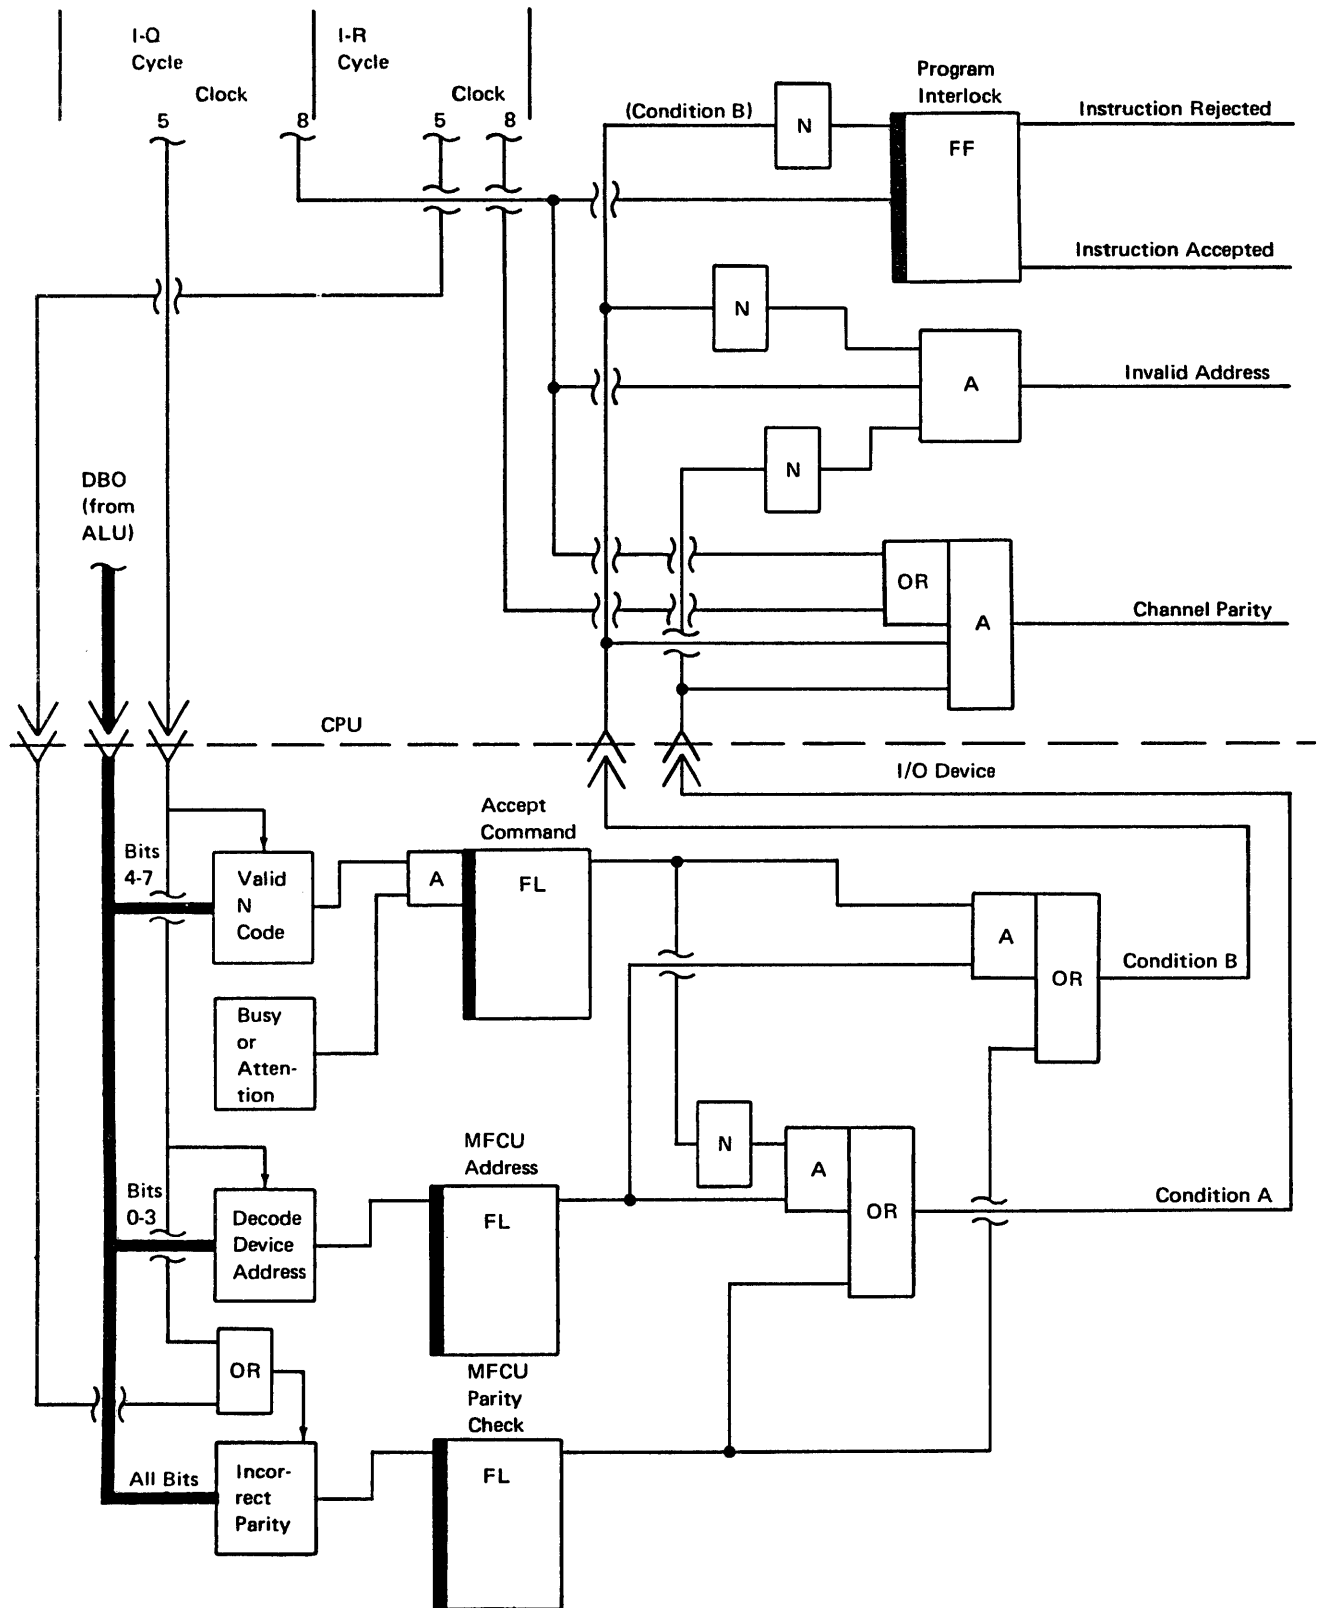 I-Q
Cycle
I-R
Cycle
Clock
Clock
5
8
5
8
Program
Interlock
(Condition B)
N
FF
Instruction Rejected
Instruction Accepted
N
A
Invalid Address
N
DBO
(from
ALU)
OR
A
Channel Parity
CPU
I/O Device
Accept
Command
Bits
4-7
Valid
N
Code
A
FL
A
OR
Condition B
Busy
or
Atten-
tion
N
MFCU
Address
A
OR
Condition A
Bits
0-3
Decode
Device
Address
FL
OR
MFCU
Parity
Check
All Bits
Incor-
rect
Parity
FL